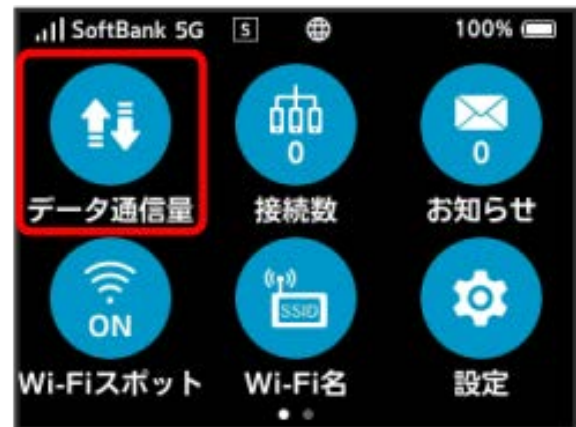 SoftBank 5G S 100%
データ通信量
0
接続数
0
お知らせ
ON
Wi-Fiスポット
SSID
Wi-Fi名
設定